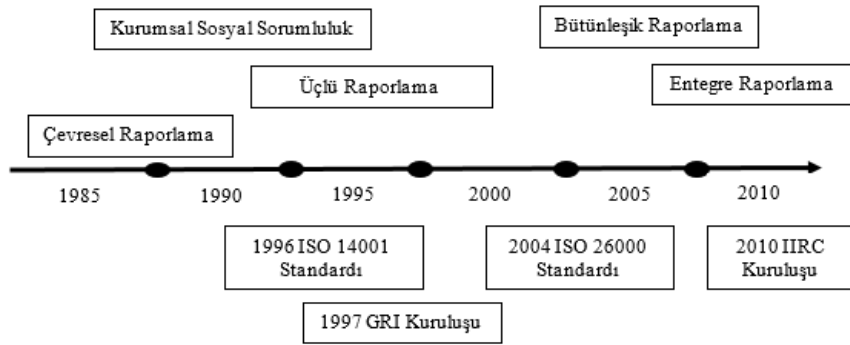 Kurumsal Sosyal Sorumluluk
Bütünleşik Raporlama
Üçlü Raporlama
Entegre Raporlama
Çevresel Raporlama
1985
1990
1995
2000
2005
2010
1996 ISO 14001
Standardı
2004 ISO 26000
Standardı
2010 IIRC
Kuruluşu
1997 GRI Kuruluşu